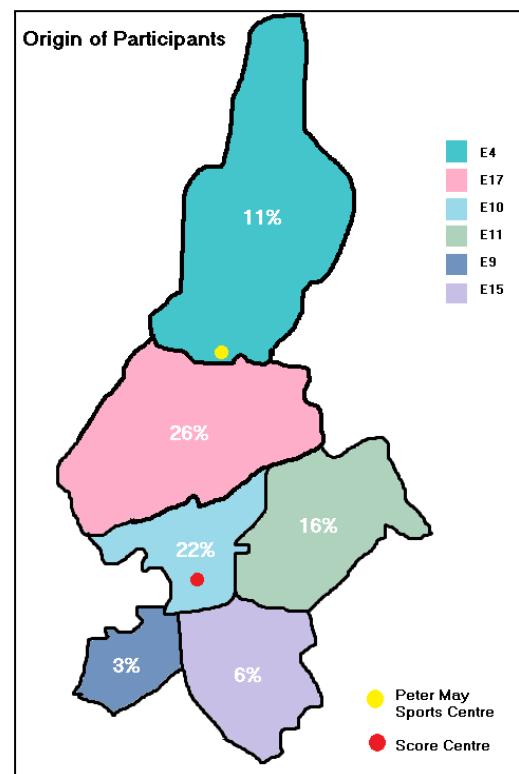 Origin of Participants
E4
E17
E10
E11
E9
E15
11%
26%
16%
22%
3%
6%
Peter May
Sports Centre
Score Centre